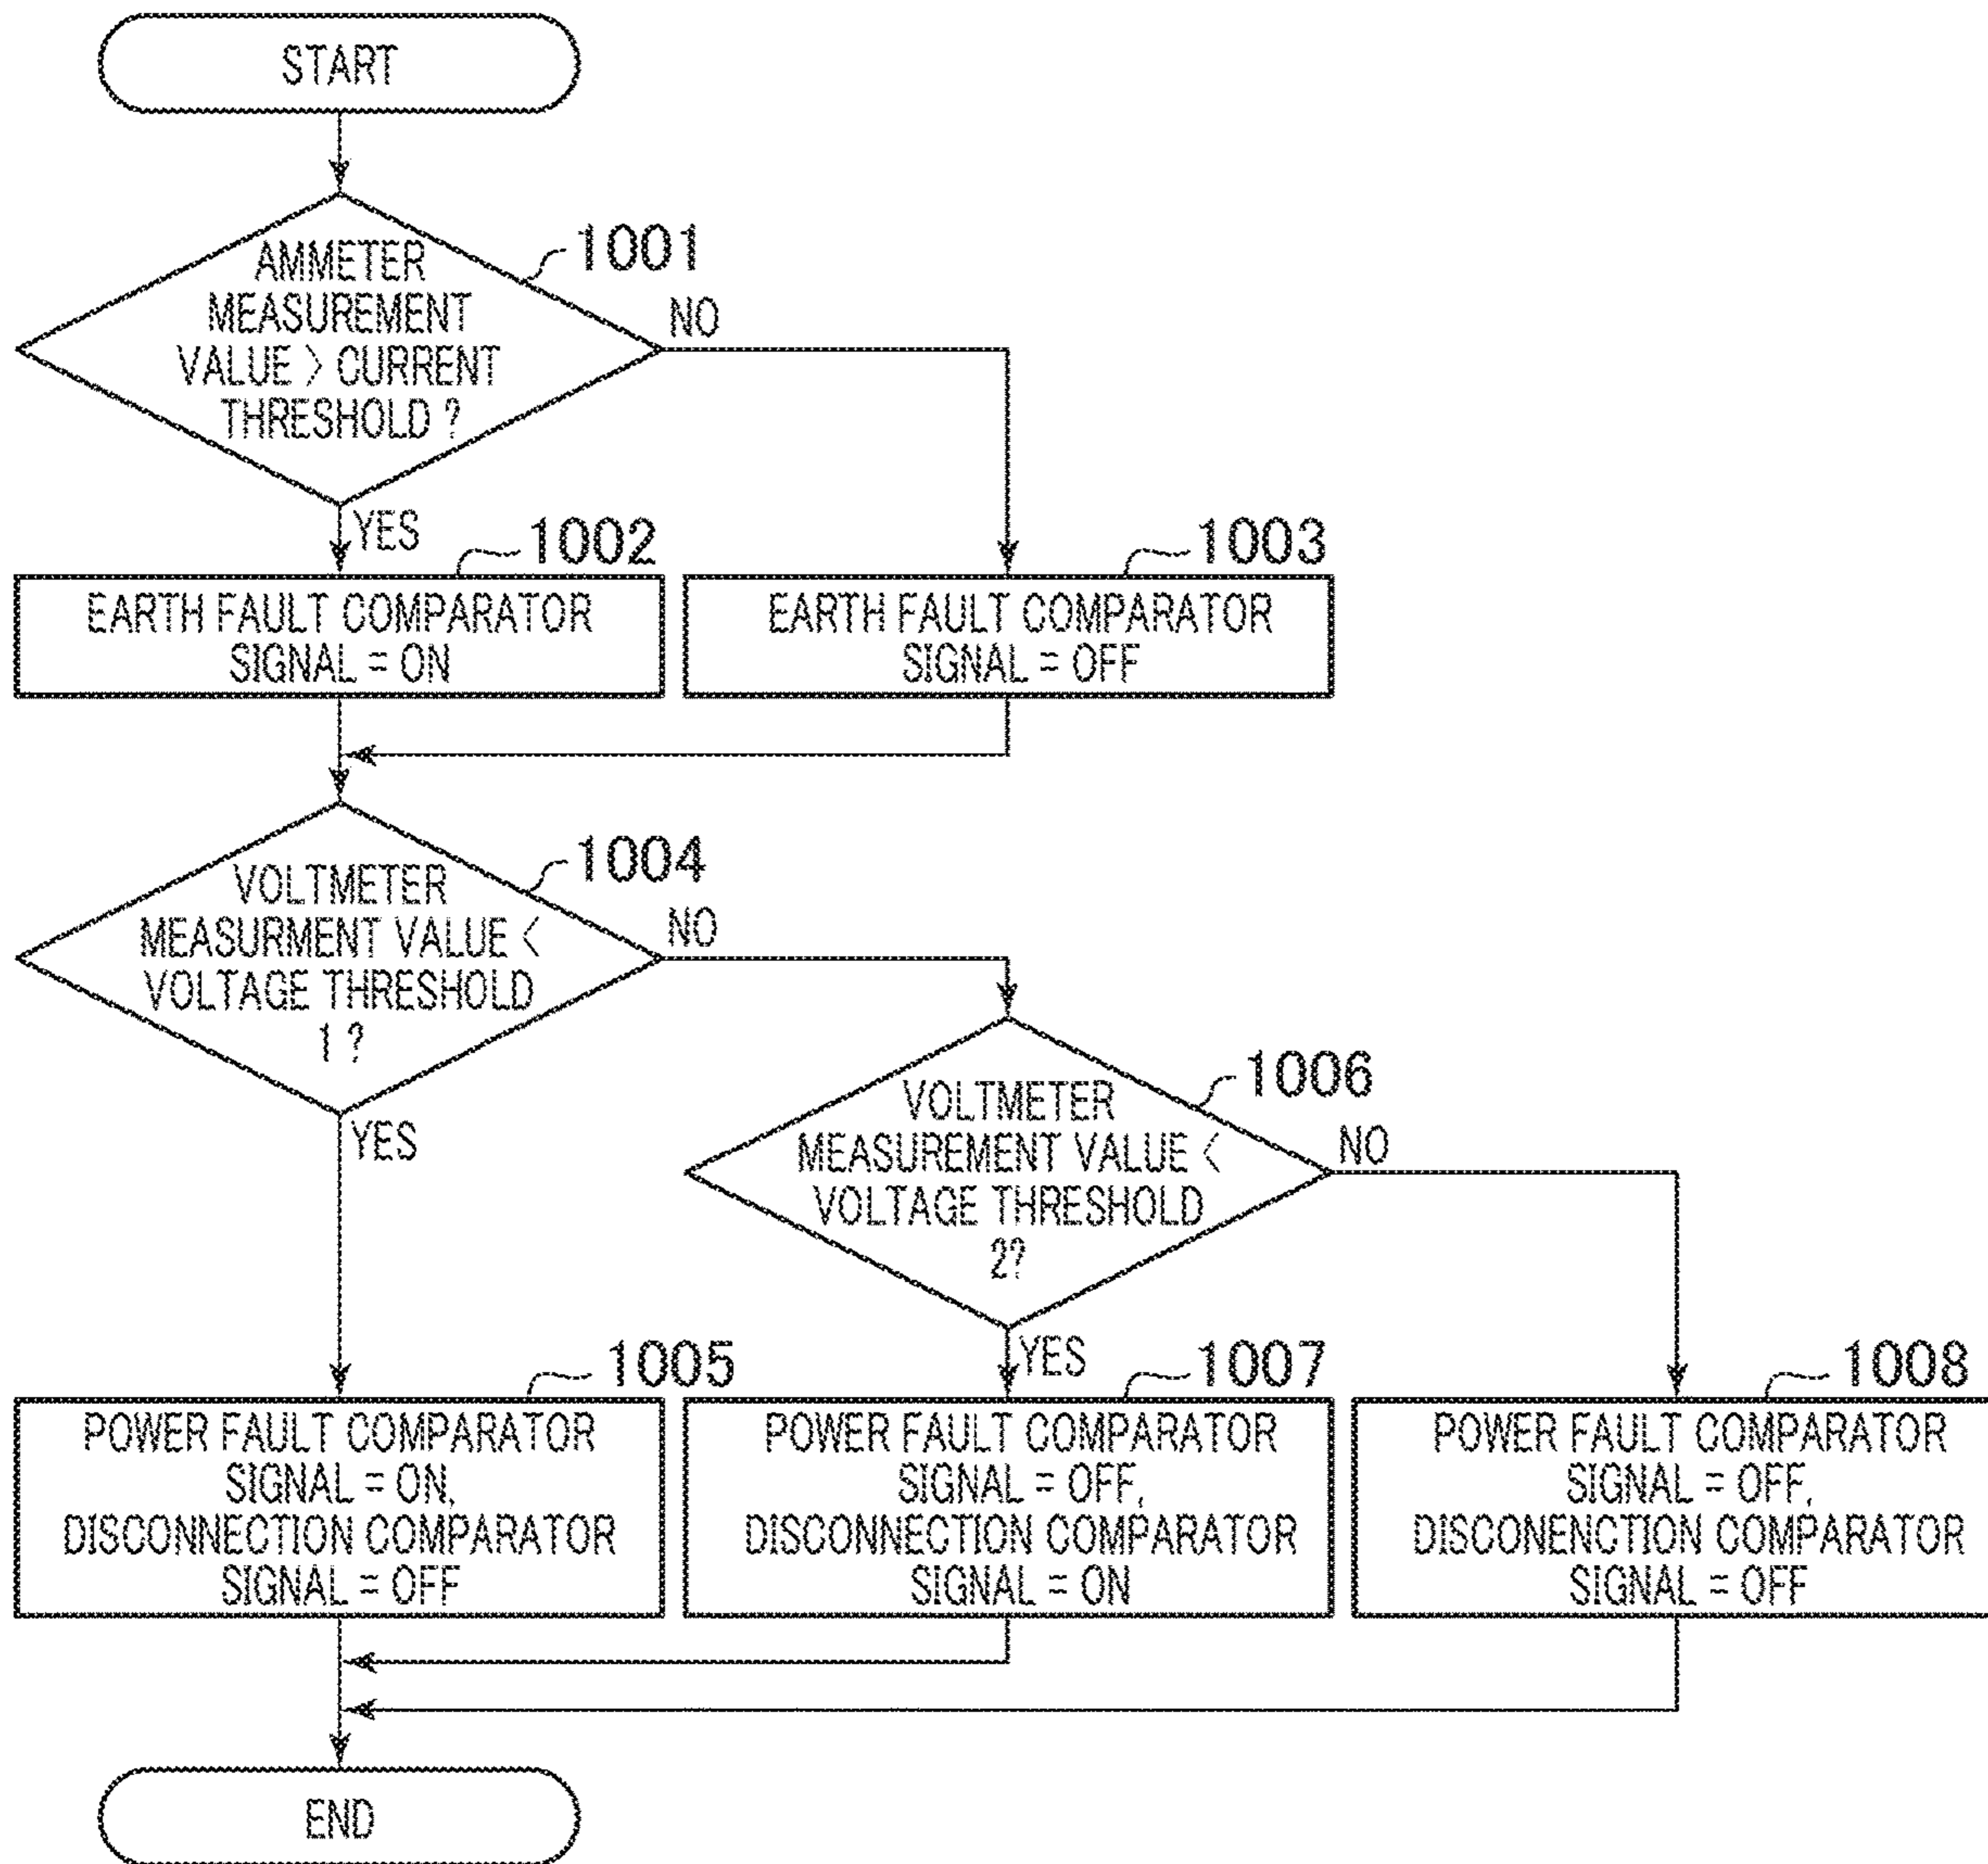 START
AMMETER
MEASUREMENT
VALUE > CURRENT
THRESHOLD ?
1001
NO
YES
1002
EARTH FAULT COMPARATOR
SIGNAL = ON
1003
EARTH FAULT COMPARATOR
SIGNAL = OFF
VOLTMETER
MEASURMENT VALUE <
VOLTAGE THRESHOLD
1 ?
1004
NO
YES
VOLTMETER
MEASUREMENT VALUE <
VOLTAGE THRESHOLD
2?
1006
NO
YES
1005
POWER FAULT COMPARATOR
SIGNAL = ON,
DISCONNECTION COMPARATOR
SIGNAL = OFF
1007
POWER FAULT COMPARATOR
SIGNAL = OFF,
DISCONNECTION COMPARATOR
SIGNAL = ON
1008
POWER FAULT COMPARATOR
SIGNAL = OFF,
DISCONENCTION COMPARATOR
SIGNAL = OFF
END